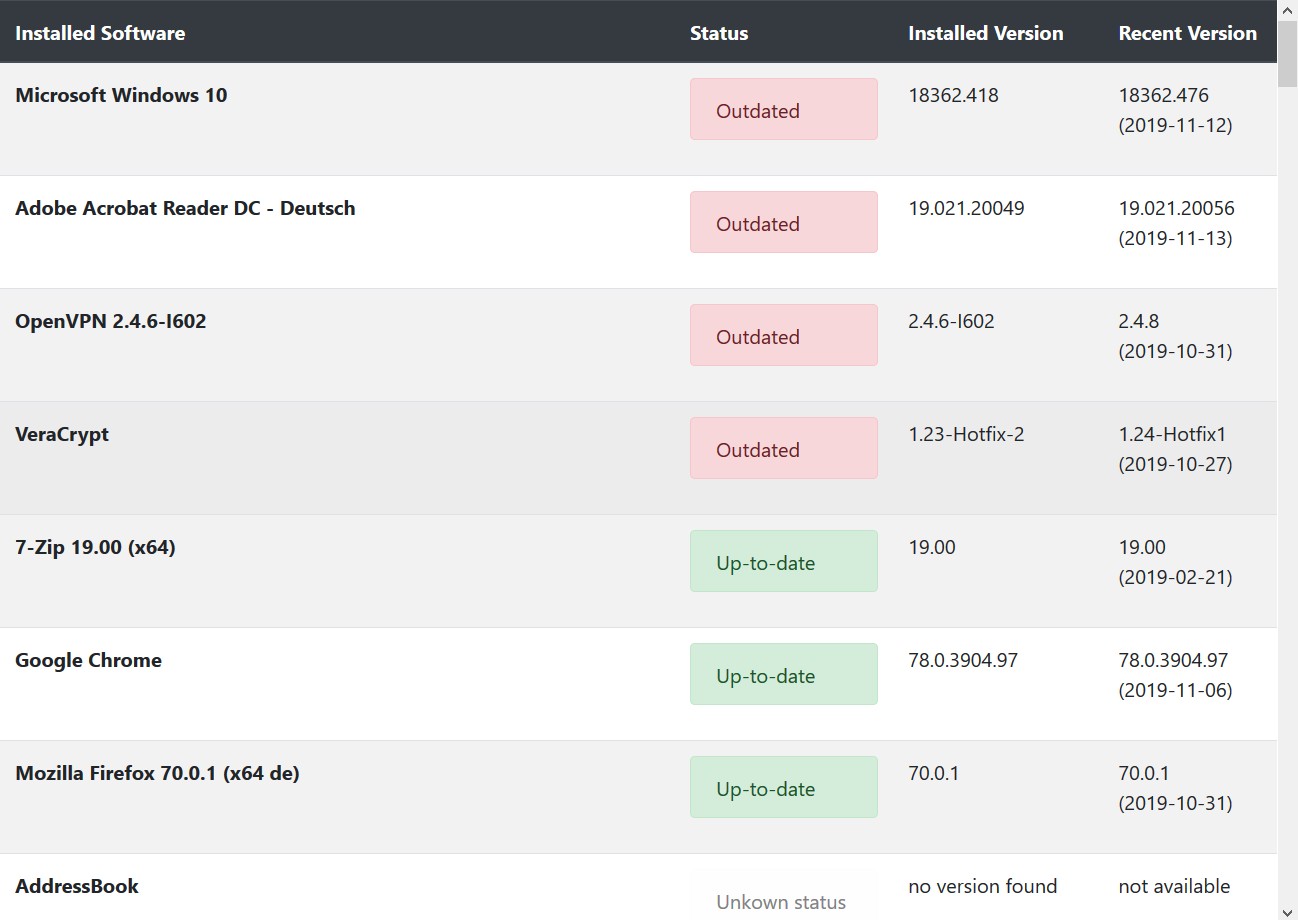 Installed Software Status Installed Version Recent Version
Microsoft Windows 10 Outdated 18362.418 18362.476
(2019-11-12)
Adobe Acrobat Reader DC - Deutsch Outdated 19.021.20049 19.021.20056
(2019-11-13)
OpenVPN 2.4.6-I602 Outdated 2.4.6-I602 2.4.8
(2019-10-31)
VeraCrypt Outdated 1.23-Hotfix-2 1.24-Hotfix1
(2019-10-27)
7-Zip 19.00 (x64) Up-to-date 19.00 19.00
(2019-02-21)
Google Chrome Up-to-date 78.0.3904.97 78.0.3904.97
(2019-11-06)
Mozilla Firefox 70.0.1 (x64 de) Up-to-date 70.0.1 70.0.1
(2019-10-31)
AddressBook Unkown status no version found not available